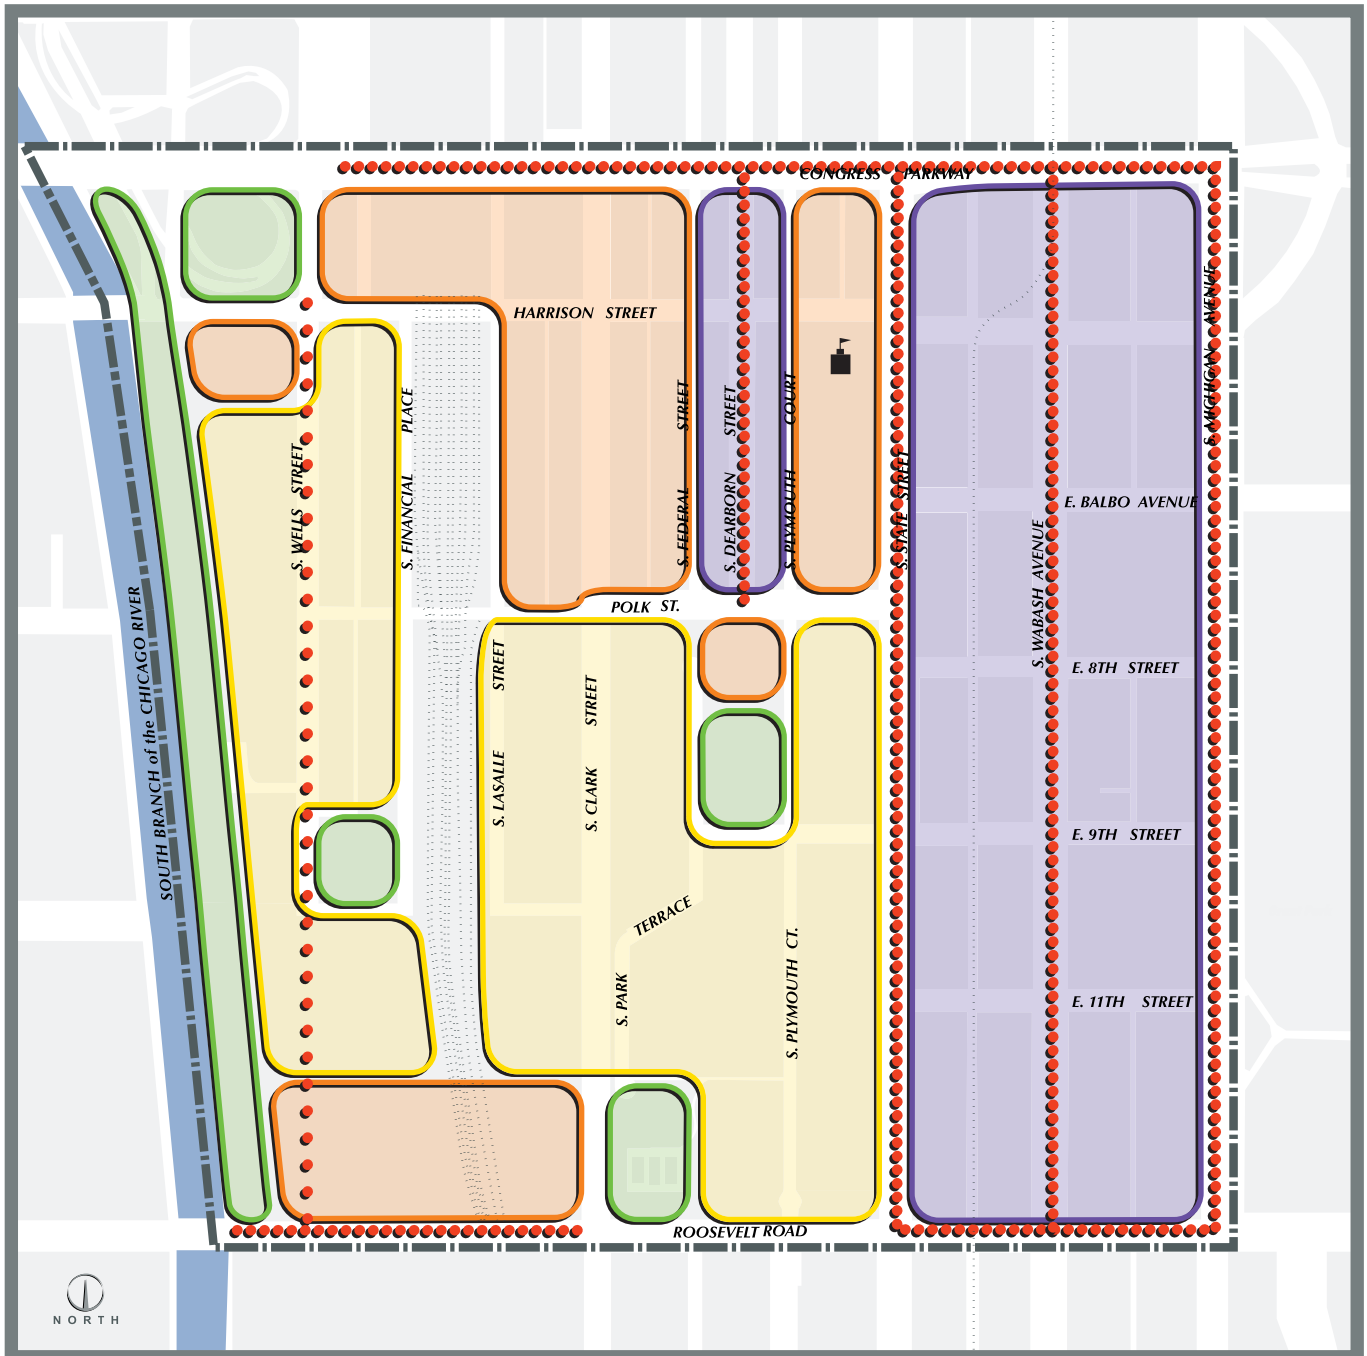 CONGRESS PARKWAY
HARRISON STREET
S. MICHIGAN AVENUE
S. FEDERAL STREET
S. DEARBORN STREET
S. PLYMOUTH COURT
S. FINANCIAL PLACE
S. WELLS STREET
S. STATE STREET
E. BALBO AVENUE
S. WABASH AVENUE
POLK ST.
E. 8TH STREET
SOUTH BRANCH of the CHICAGO RIVER
S. LASALLE STREET
S. CLARK STREET
E. 9TH STREET
TERRACE
S. PARK
S. PLYMOUTH CT.
E. 11TH STREET
ROOSEVELT ROAD
NORTH